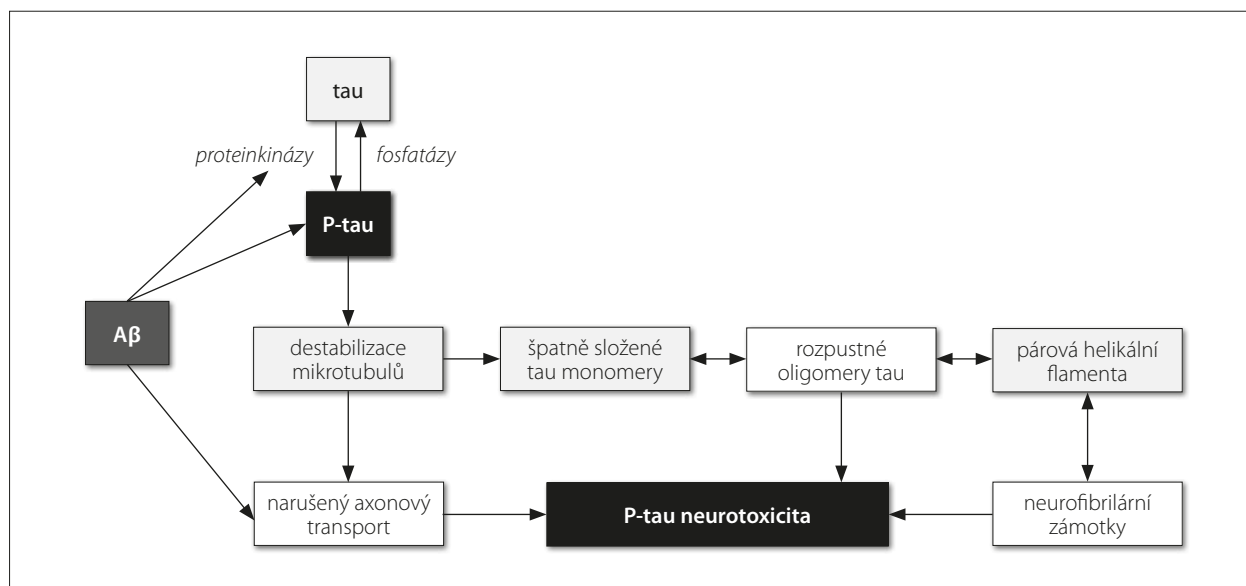 tau
proteinkinázy
fosfatázy
P-tau
Aβ
destabilizace
mikrotubulů
špatně složené
tau monomery
rozpustné
oligomery tau
párová helikální
flamenta
narušený axonový
transport
P-tau neurotoxicita
neurofibrilární
zámotky